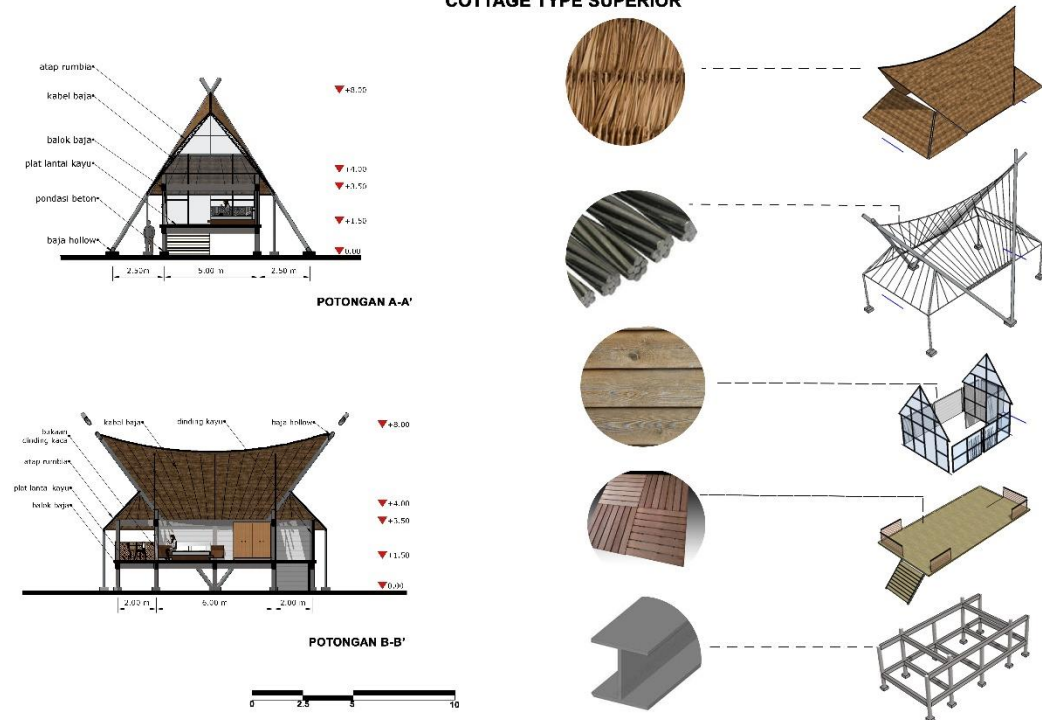 COTTAGE TYPE SUPERIOR
atap rumbia
kabel baja
balok baja
plat lantai kayu
pondasi beton
baja hollow
+8.00
+4.00
+3.50
+1.50
0.00
2.50m
5.00 m
2.50 m
POTONGAN A-A'
bukaan
dinding kaca
atap rumbia
plat lantai kayu
balok baja
kabel baja
dinding kayu
baja hollow
+8.00
+4.00
+3.50
+1.50
0.00
2.00 m
6.00 m
2.00 m
POTONGAN B-B'
0
2.5
5
10